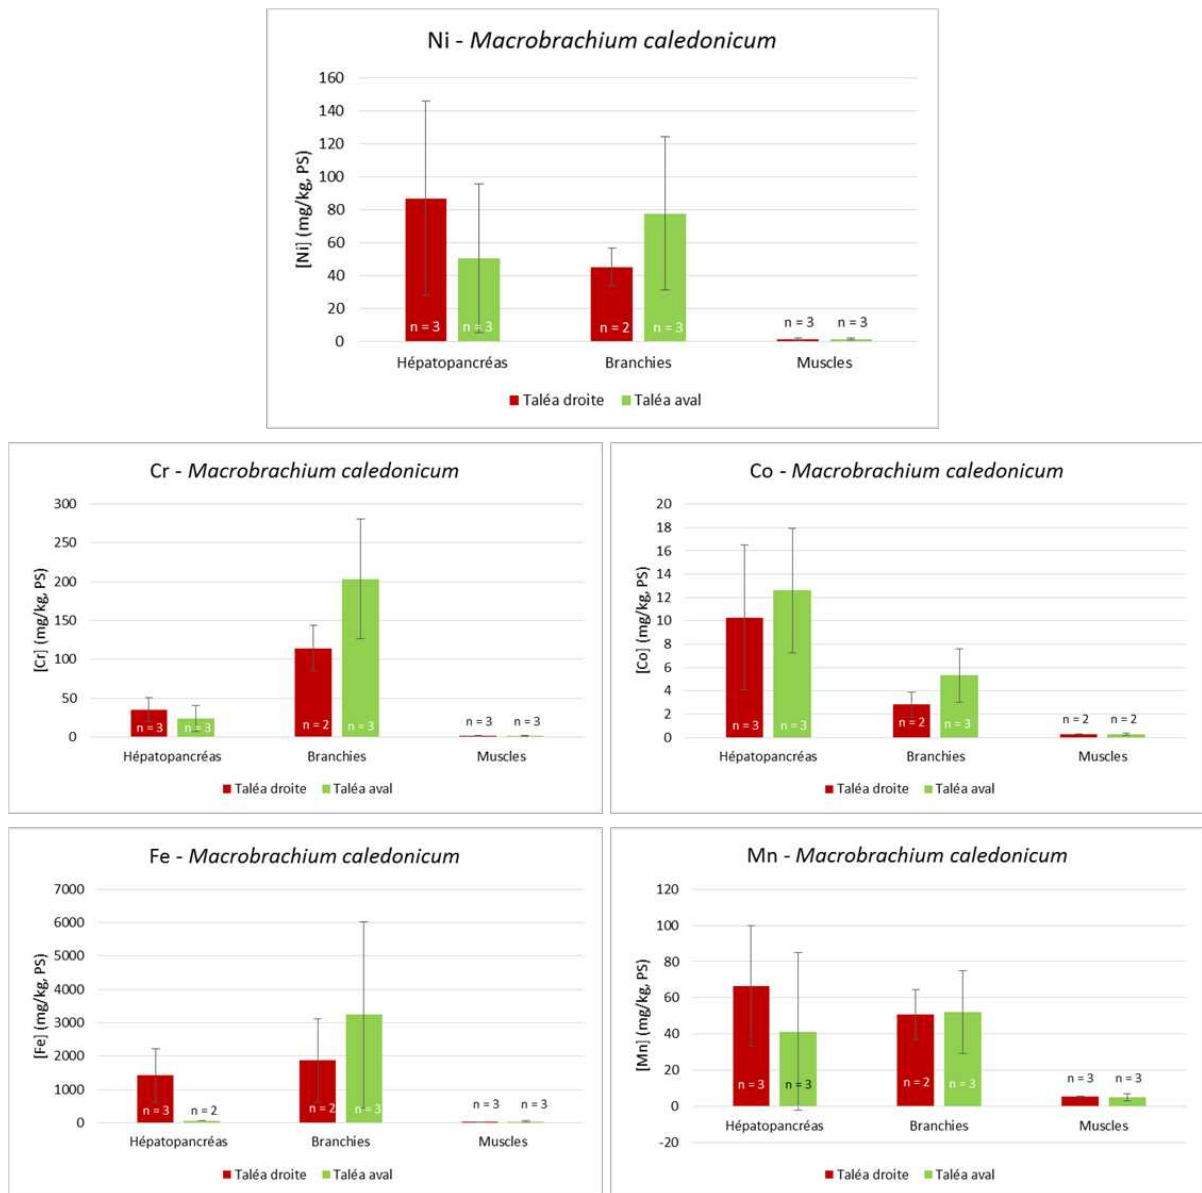 Ni - Macrobrachium caledonicum
[Ni] (mg/kg, PS)
160
140
120
100
80
60
40
20
0
n = 3
n = 3
n = 2
n = 3
n = 3
n = 3
Hépatopancréas
Branchies
Muscles
Taléa droite
Taléa aval
Cr - Macrobrachium caledonicum
[Cr] (mg/kg, PS)
300
250
200
150
100
50
0
n = 3
n = 3
n = 2
n = 3
n = 3
n = 3
Hépatopancréas
Branchies
Muscles
Taléa droite
Taléa aval
Co - Macrobrachium caledonicum
[Co] (mg/kg, PS)
20
18
16
14
12
10
8
6
4
2
0
n = 3
n = 3
n = 2
n = 3
n = 2
n = 2
Hépatopancréas
Branchies
Muscles
Taléa droite
Taléa aval
Fe - Macrobrachium caledonicum
[Fe] (mg/kg, PS)
7000
6000
5000
4000
3000
2000
1000
0
n = 3
n = 2
n = 2
n = 3
n = 3
n = 3
Hépatopancréas
Branchies
Muscles
Taléa droite
Taléa aval
Mn - Macrobrachium caledonicum
[Mn] (mg/kg, PS)
120
100
80
60
40
20
0
-20
n = 3
n = 3
n = 2
n = 3
n = 3
n = 3
Hépatopancréas
Branchies
Muscles
Taléa droite
Taléa aval